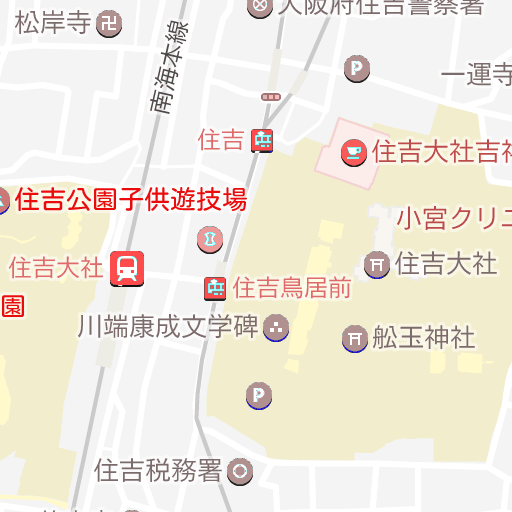 大阪府住吉警察署
松岸寺
南海本線
P
一運寺
住吉
住吉大社吉祥
住吉公園子供遊技場
小宮クリニ
住吉大社
住吉大社
住吉鳥居前
園
川端康成文学碑
舩玉神社
P
住吉税務署